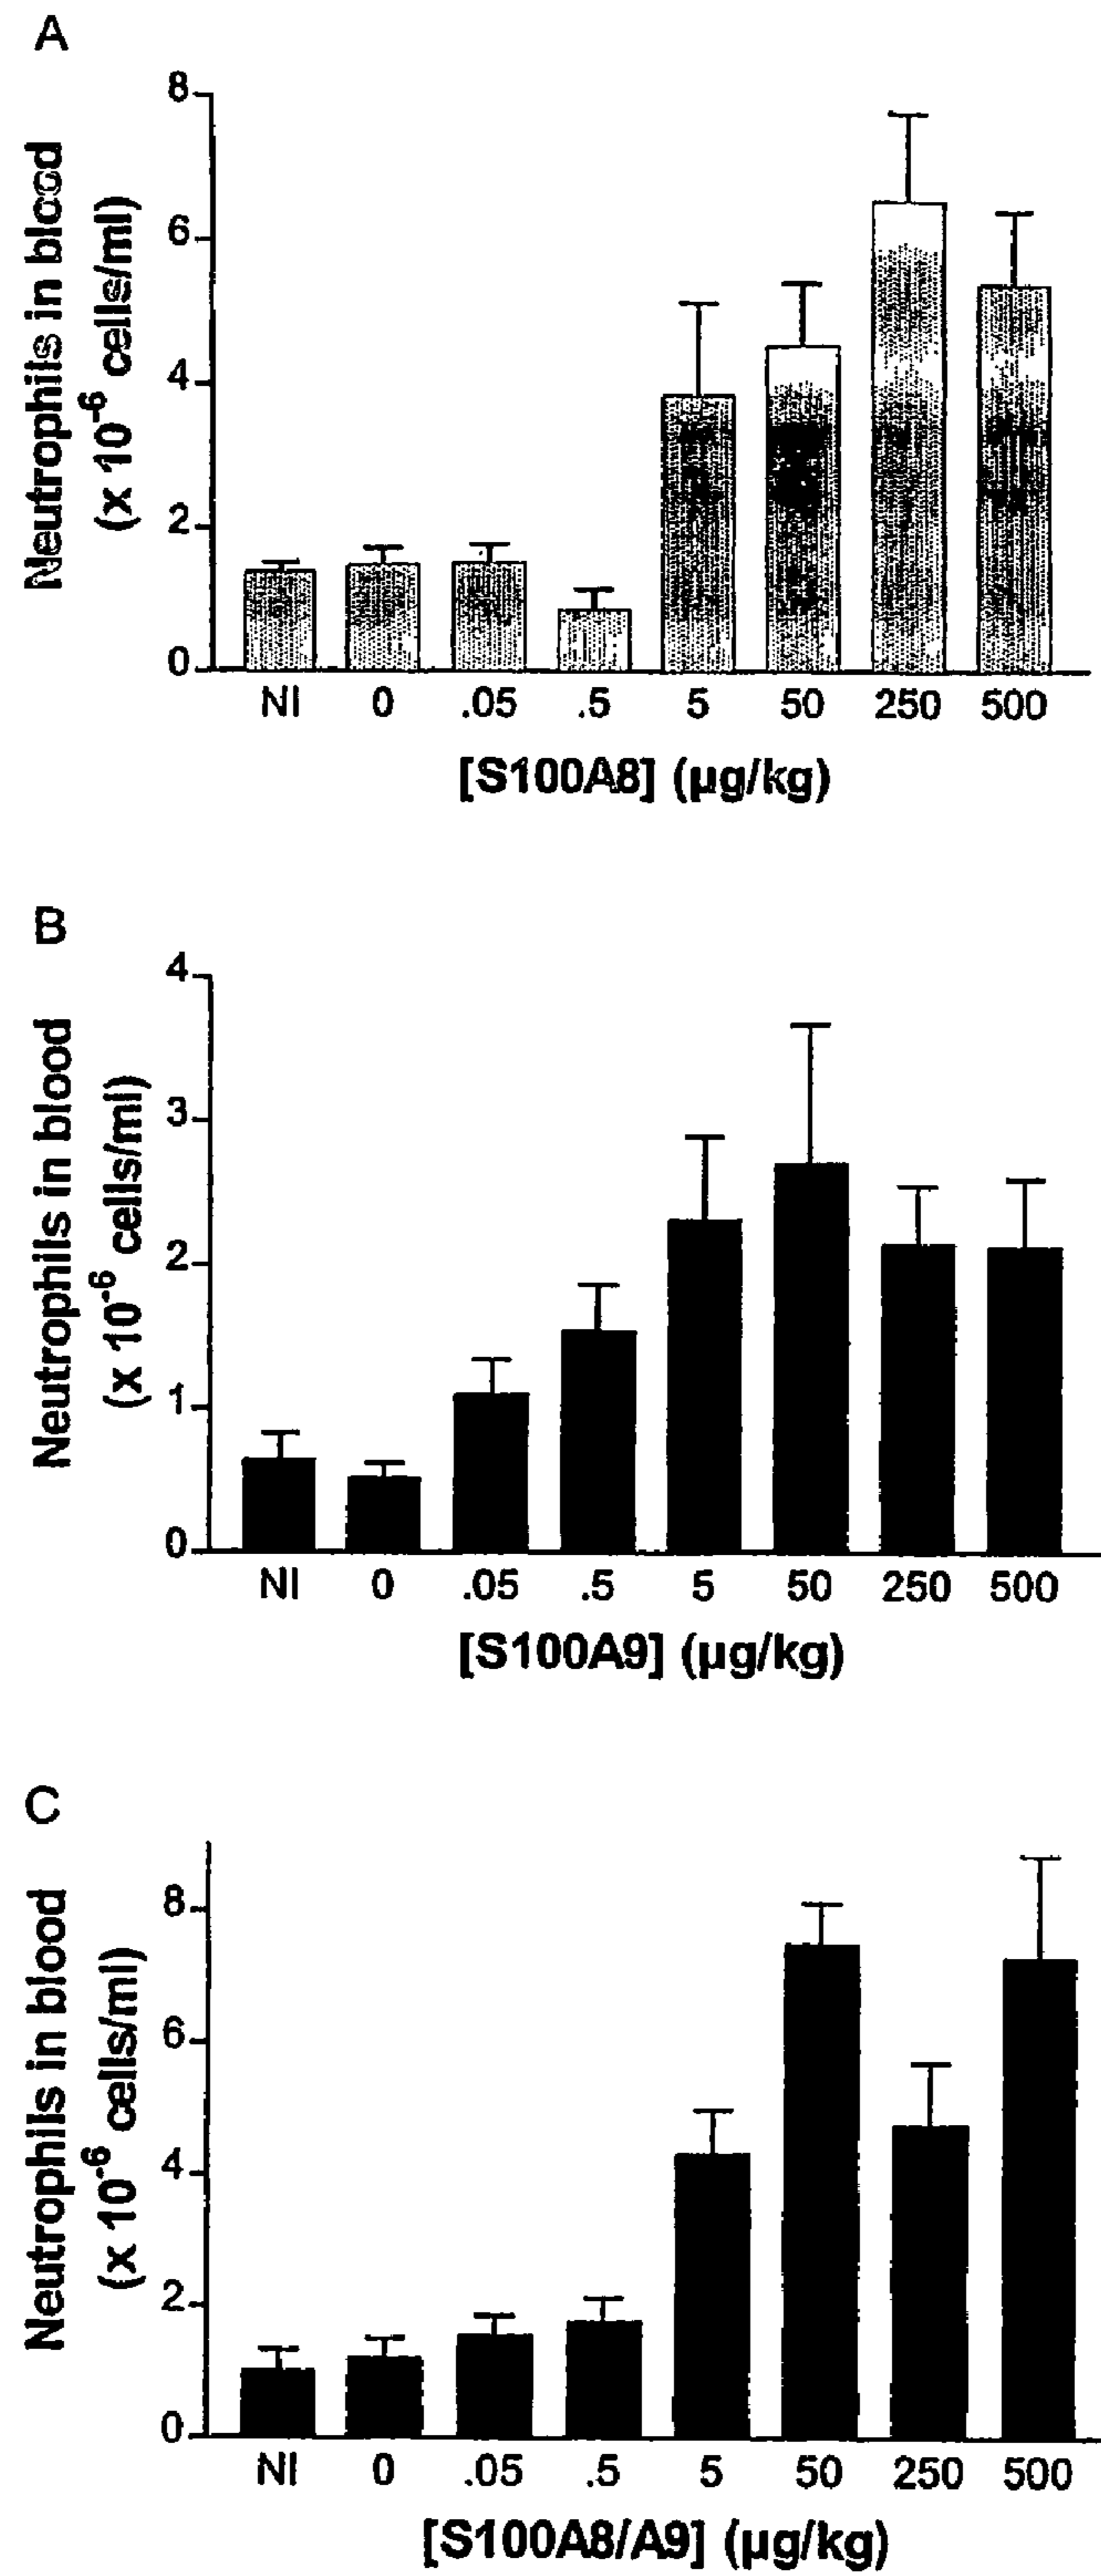 A
Neutrophils in blood
(x 10⁻⁶ cells/ml)
8
6
4
2
0
NI 0 .05 .5 5 50 250 500
[S100A8] (µg/kg)
B
Neutrophils in blood
(x 10⁻⁶ cells/ml)
4
3
2
1
0
NI 0 .05 .5 5 50 250 500
[S100A9] (µg/kg)
C
Neutrophils in blood
(x 10⁻⁶ cells/ml)
8
6
4
2
0
NI 0 .05 .5 5 50 250 500
[S100A8/A9] (µg/kg)